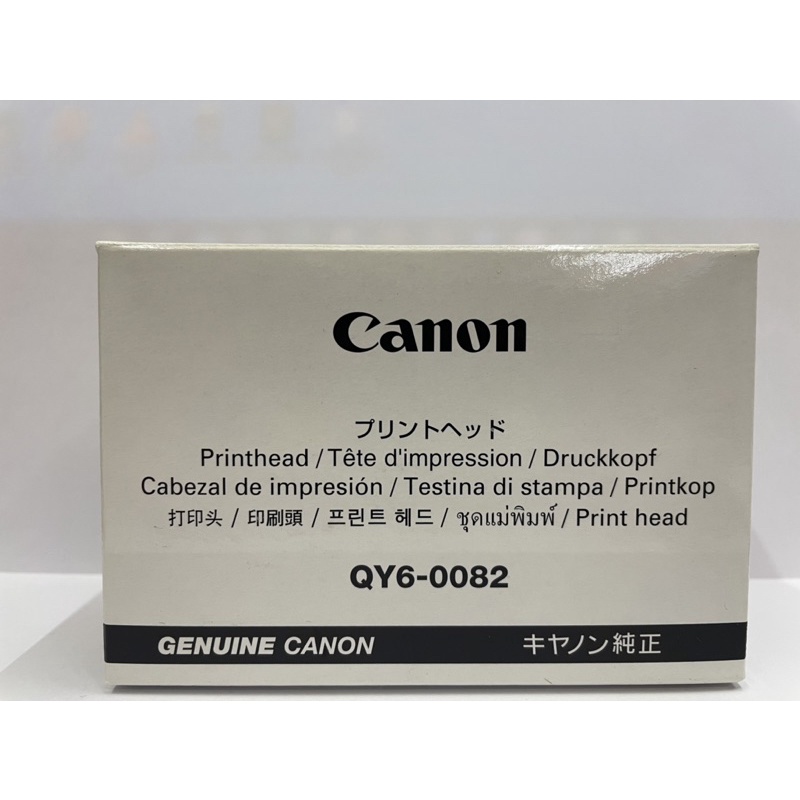 Canon
プリントヘッド
Printhead / Tête d'impression / Druckkopf
Cabezal de impresión / Testina di stampa / Printkop
打印头 / 印刷頭 / 프린트 헤드 / ชุดแม่พิมพ์ / Print head
QY6-0082
GENUINE CANON キヤノン純正